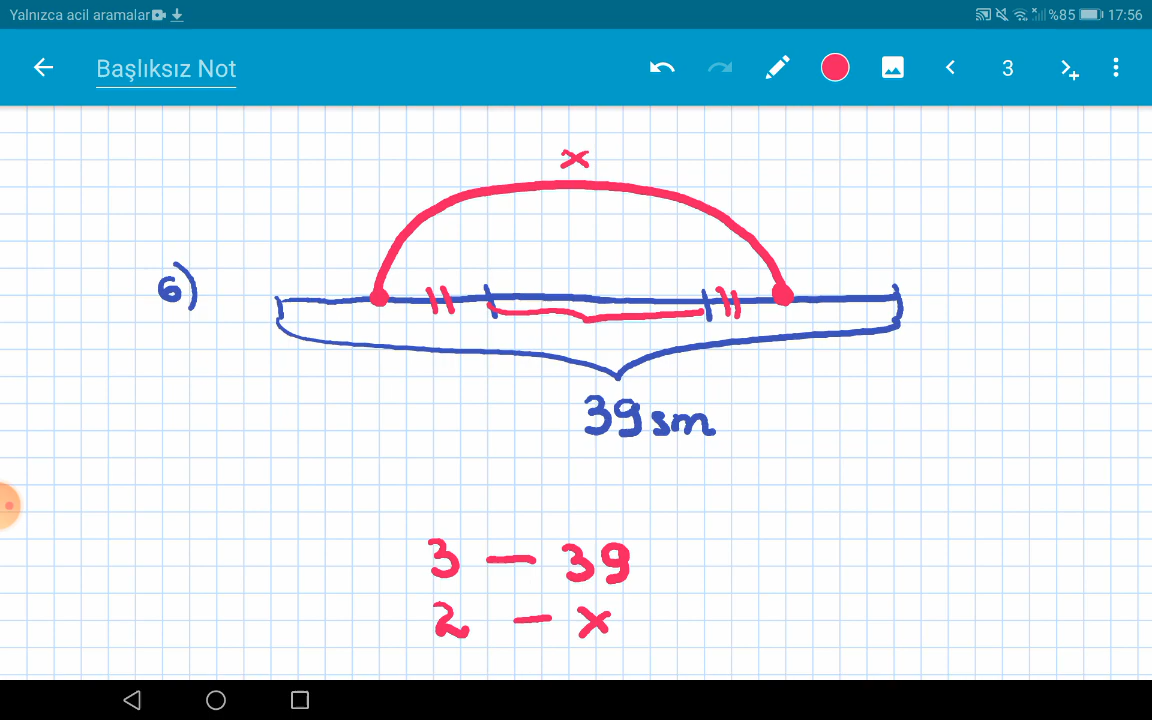 Yalnızca acil aramalar %85 17:56
Başlıksız Not 3
x
6)
39sm
3 — 39
2 — x